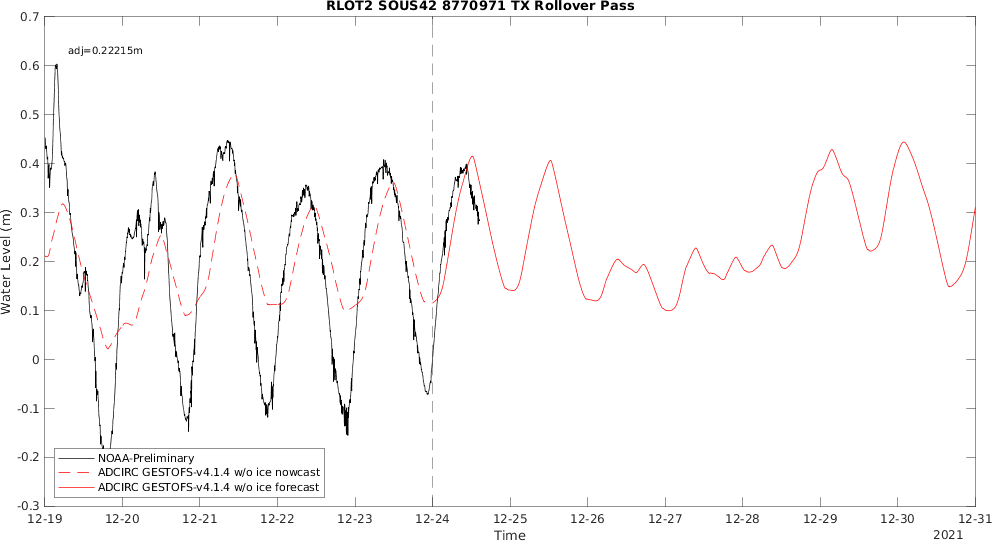 RLOT2 SOUS42 8770971 TX Rollover Pass
0.7
adj=0.22215m
0.6
0.5
0.4
0.3
0.2
0.1
0
-0.1
-0.2
-0.3
Water Level (m)
NOAA-Preliminary
ADCIRC GESTOFS-v4.1.4 w/o ice nowcast
ADCIRC GESTOFS-v4.1.4 w/o ice forecast
12-19 12-20 12-21 12-22 12-23 12-24 12-25 12-26 12-27 12-28 12-29 12-30 12-31
Time
2021